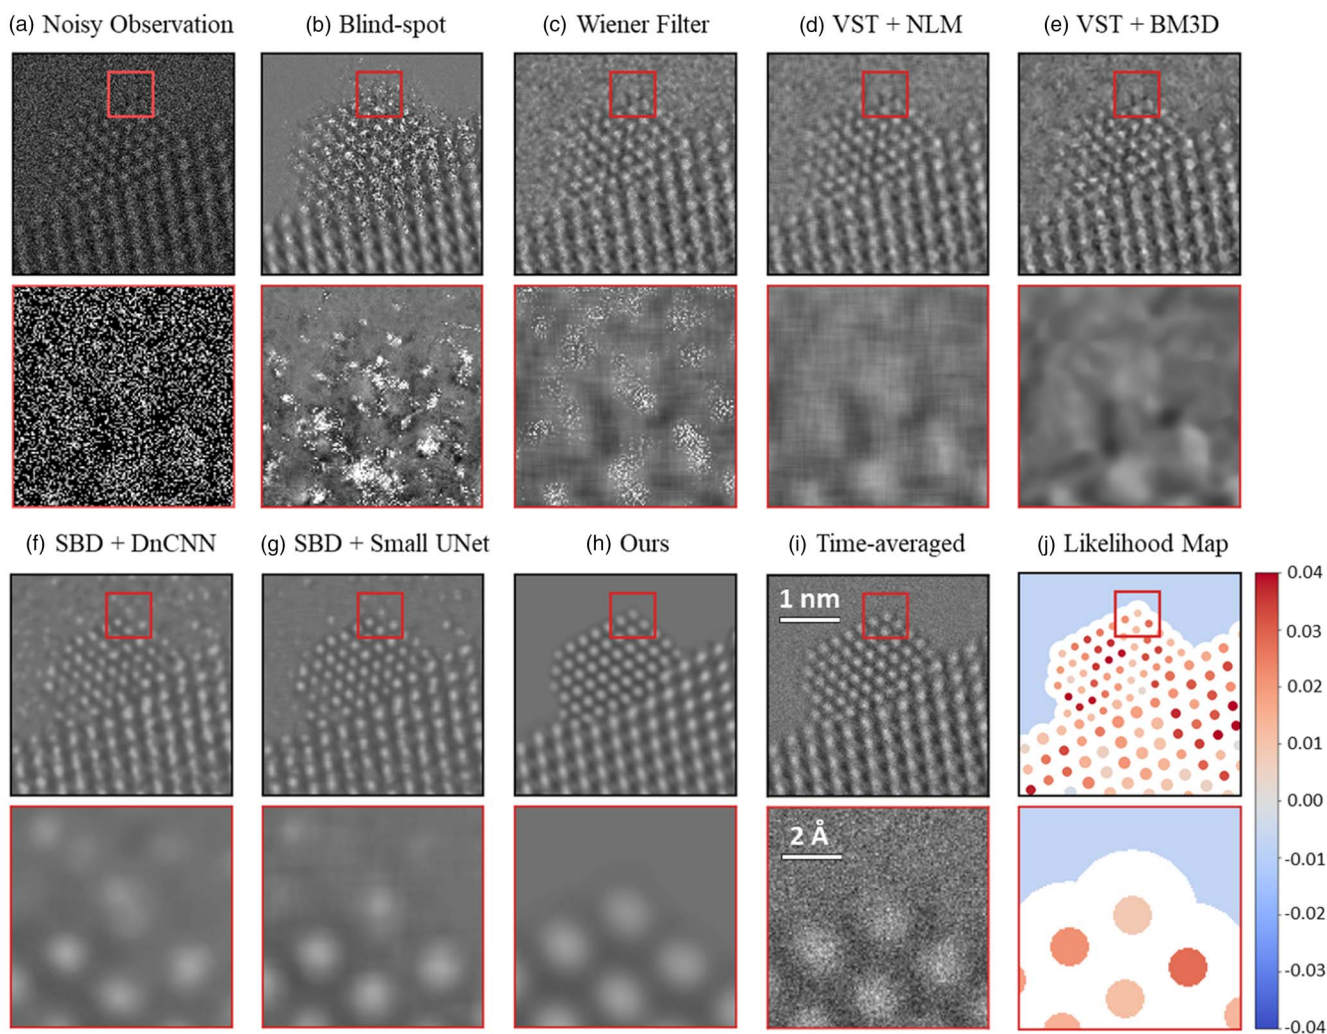 (a) Noisy Observation
(b) Blind-spot
(c) Wiener Filter
(d) VST + NLM
(e) VST + BM3D
(f) SBD + DnCNN
(g) SBD + Small UNet
(h) Ours
(i) Time-averaged
(j) Likelihood Map
1 nm
2 Å
0.04
0.03
0.02
0.01
0.00
-0.01
-0.02
-0.03
-0.04